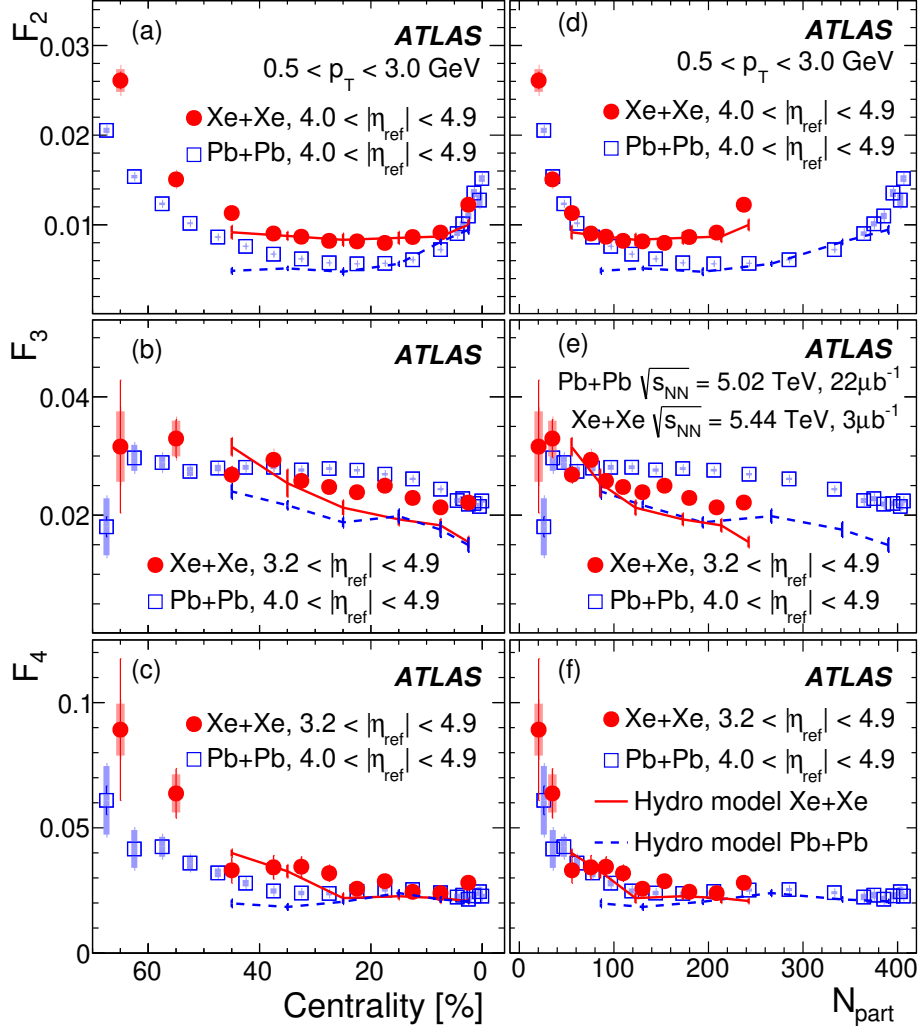 F2
0.03
0.02
0.01
(a)
ATLAS
0.5 < pT < 3.0 GeV
Xe+Xe, 4.0 < |ηref| < 4.9
Pb+Pb, 4.0 < |ηref| < 4.9
(d)
ATLAS
0.5 < pT < 3.0 GeV
Xe+Xe, 4.0 < |ηref| < 4.9
Pb+Pb, 4.0 < |ηref| < 4.9
F3
0.04
0.02
0
(b)
ATLAS
Xe+Xe, 3.2 < |ηref| < 4.9
Pb+Pb, 4.0 < |ηref| < 4.9
(e)
ATLAS
Pb+Pb √sNN = 5.02 TeV, 22μb-1
Xe+Xe √sNN = 5.44 TeV, 3μb-1
Xe+Xe, 3.2 < |ηref| < 4.9
Pb+Pb, 4.0 < |ηref| < 4.9
F4
0.1
0.05
0
(c)
ATLAS
Xe+Xe, 3.2 < |ηref| < 4.9
Pb+Pb, 4.0 < |ηref| < 4.9
(f)
ATLAS
Xe+Xe, 3.2 < |ηref| < 4.9
Pb+Pb, 4.0 < |ηref| < 4.9
Hydro model Xe+Xe
Hydro model Pb+Pb
60 40 20 0
Centrality [%]
0 100 200 300 400
Npart